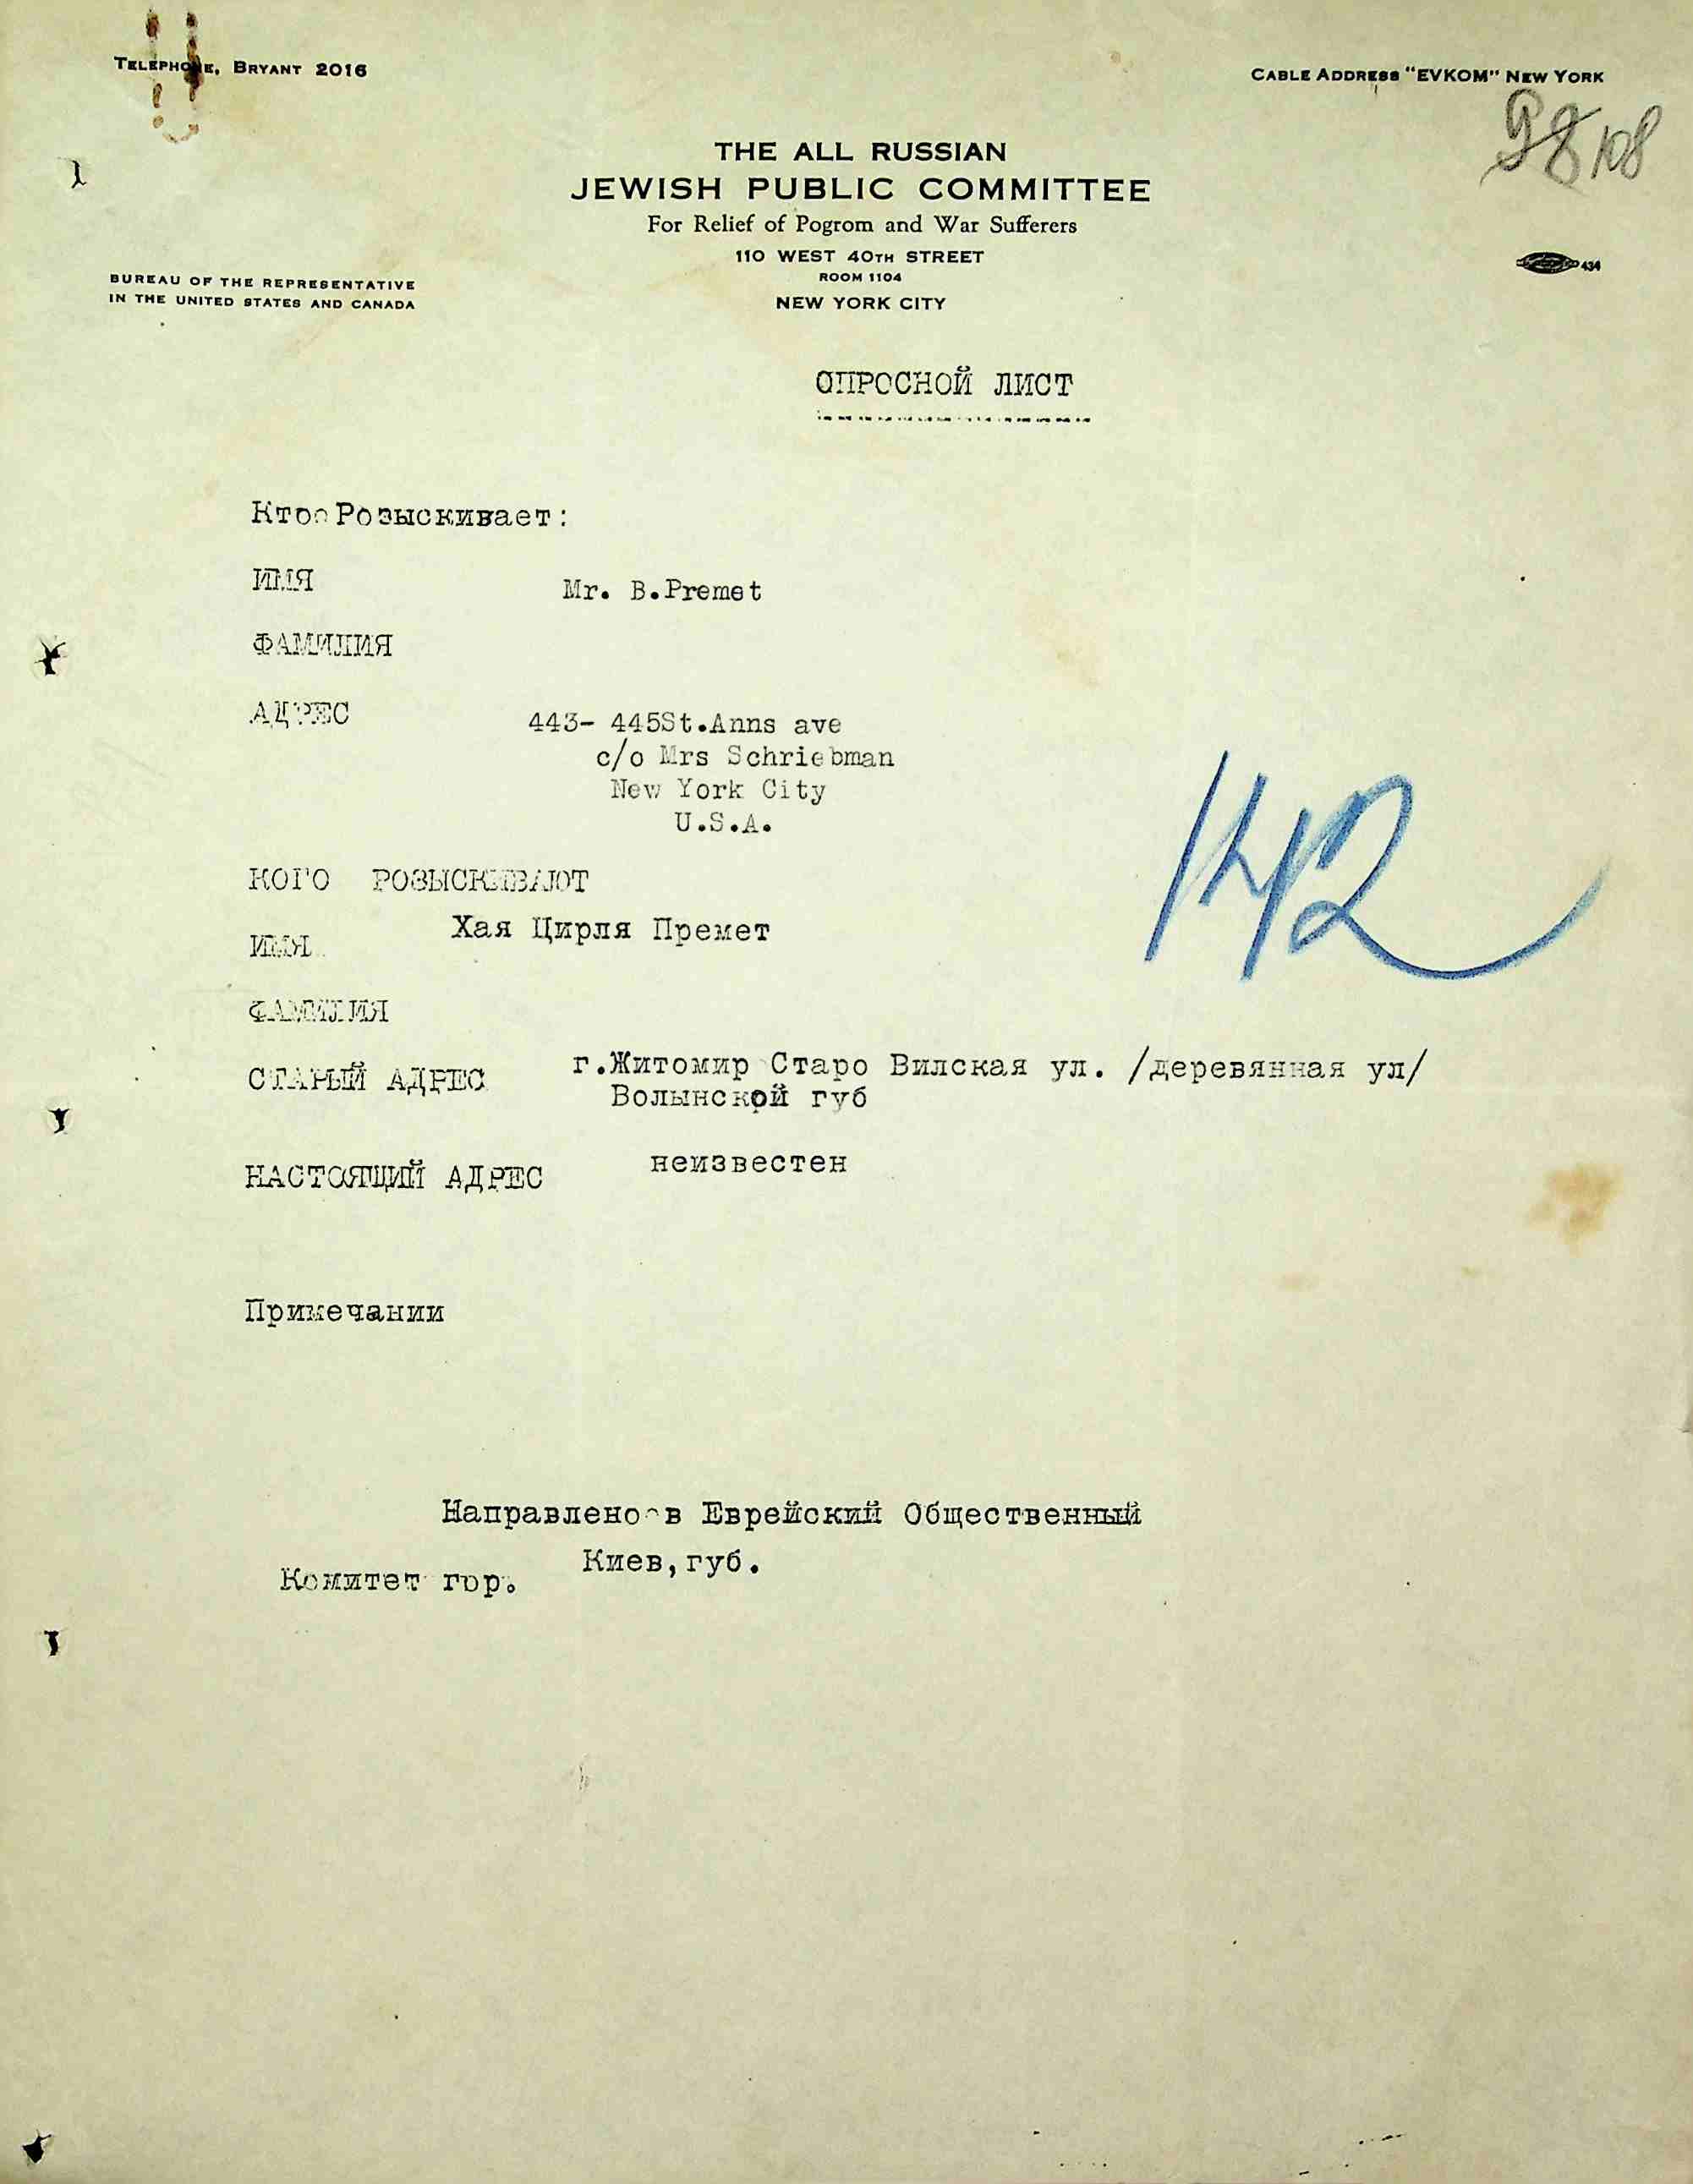 TELEPHONE, BRYANT 2016
CABLE ADDRESS "EVKOM" NEW YORK
98 108
THE ALL RUSSIAN
JEWISH PUBLIC COMMITTEE
For Relief of Pogrom and War Sufferers
110 WEST 40TH STREET
ROOM 1104
NEW YORK CITY
434
BUREAU OF THE REPRESENTATIVE
IN THE UNITED STATES AND CANADA
ОПРОСНОЙ ЛИСТ
Кто Розыскивает:
ИМЯ Mr. B.Premet
ФАМИЛИЯ
АДРЕС 443- 445St.Anns ave
c/o Mrs Schriebman
New York City
U.S.A.
142
КОГО РОЗЫСКИВАЮТ
ИМЯ Хая Цирля Премет
ФАМИЛИЯ
СТАРЫЙ АДРЕС г.Житомир Старо Вилская ул. /деревянная ул/
Волынской губ
НАСТОЯЩИЙ АДРЕС неизвестен
Примечании
Направлено в Еврейский Общественный
Комитет гор. Киев,губ.